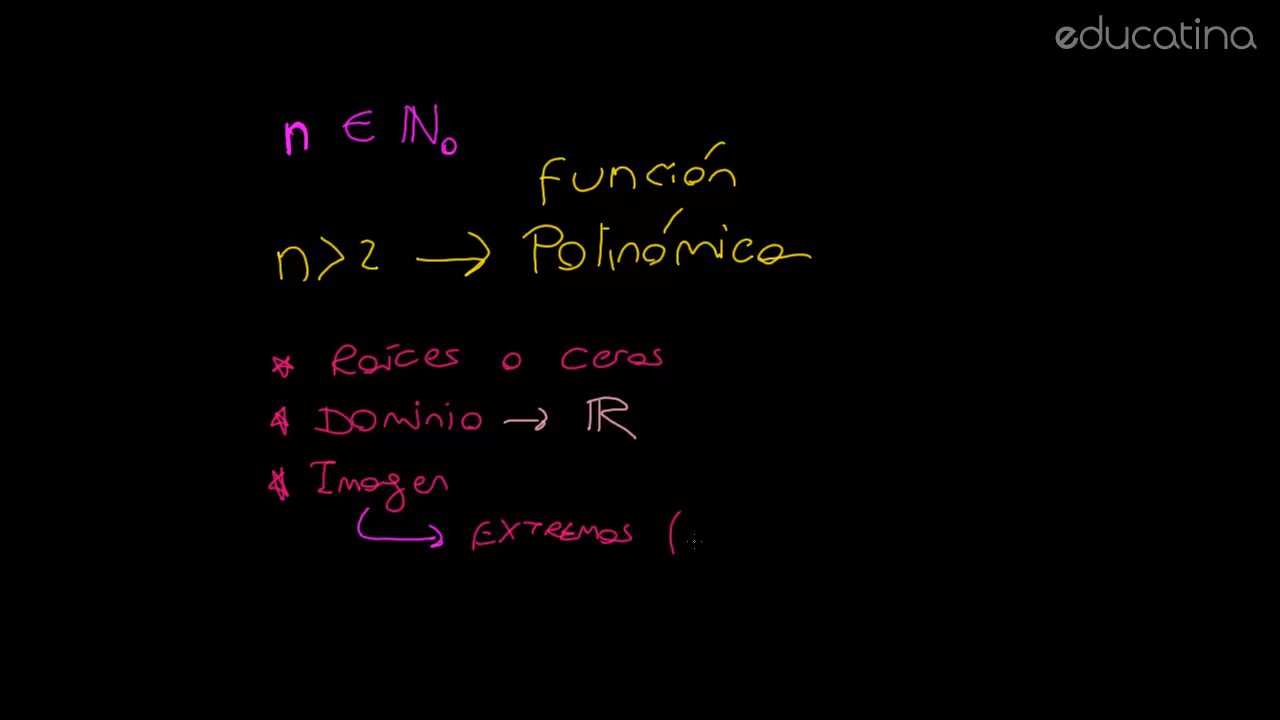 educatina
n ∈ ℕ₀
función
n>2 → Polinómica
* Raíces o ceros
* Dominio → ℝ
* Imagen
↳ EXTREMOS (